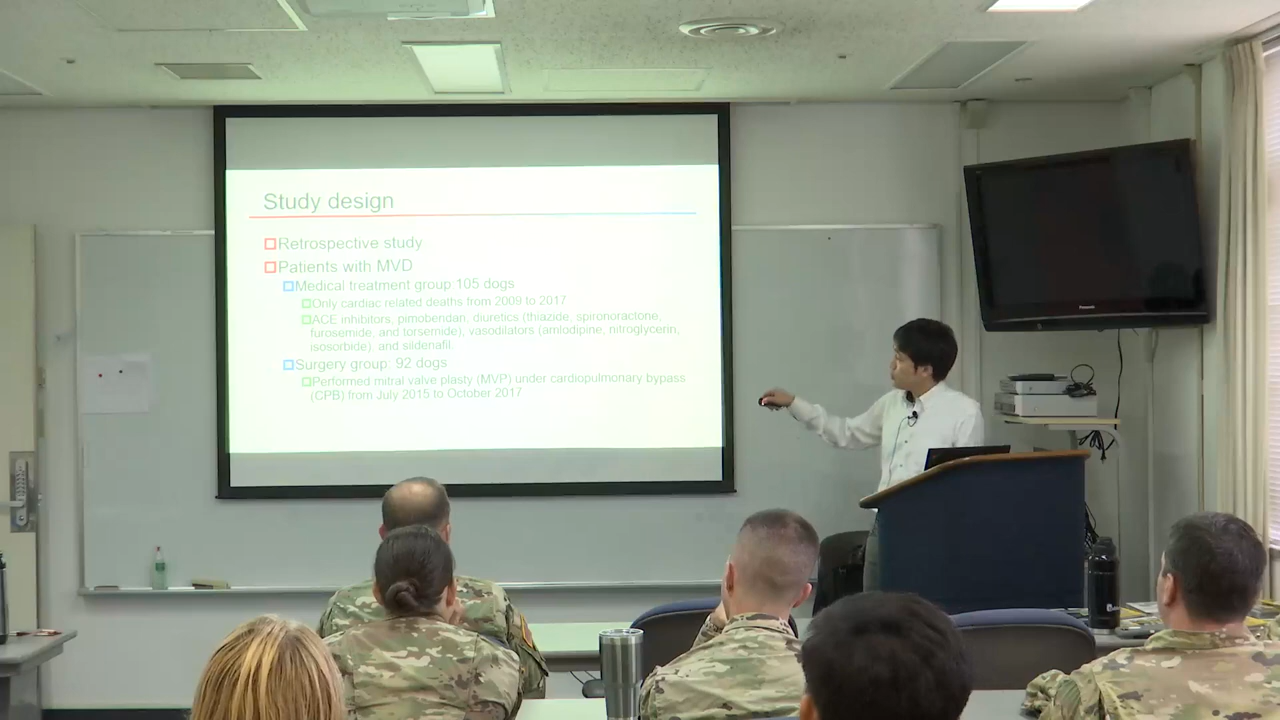 Study design
Retrospective study
Patients with MVD
Medical treatment group:105 dogs
Only cardiac related deaths from 2009 to 2017
ACE inhibitors, pimobendan, diuretics (thiazide, spironoractone,
furosemide, and torsemide), vasodilators (amlodipine, nitroglycerin,
isosorbide) and sildenafil.
Surgery group: 92 dogs
Performed mitral valve plasty (MVP) under cardiopulmonary bypass
(CPB) from July 2015 to October 2017
Panasonic